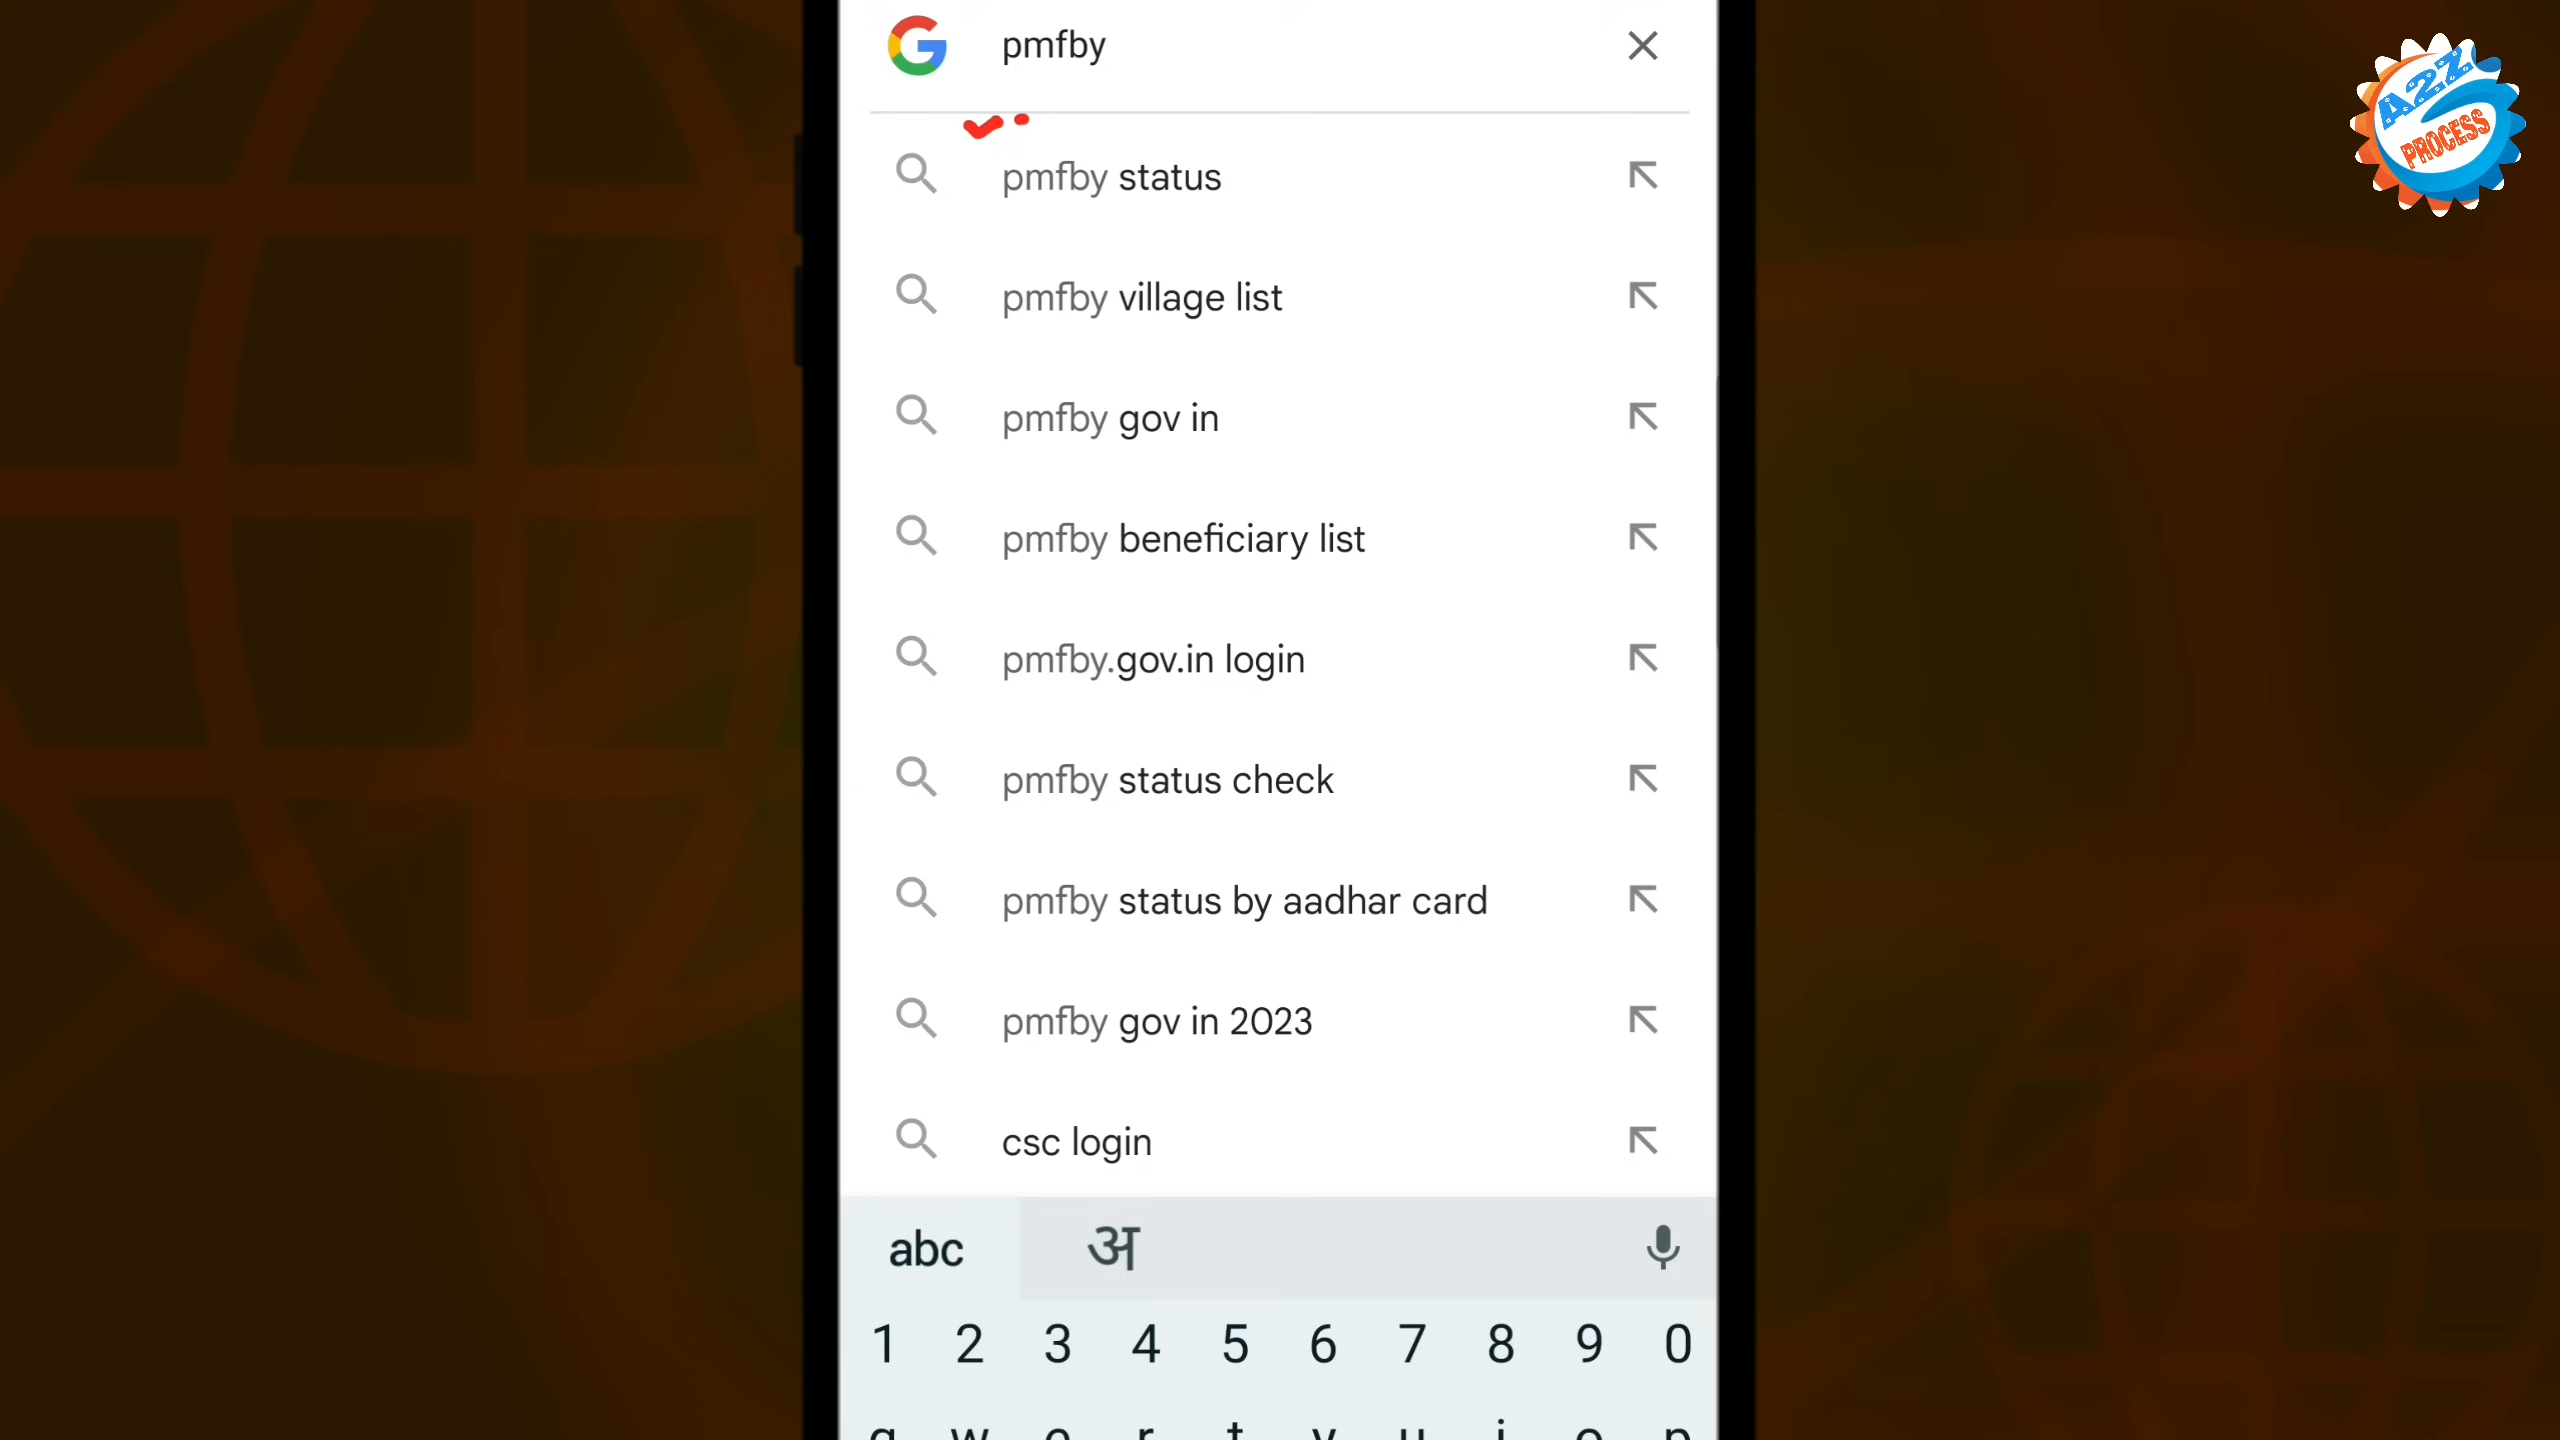 pmfby
A2Z
PROCESS
pmfby status
pmfby village list
pmfby gov in
pmfby beneficiary list
pmfby.gov.in login
pmfby status check
pmfby status by aadhar card
pmfby gov in 2023
csc login
abc अ
1 2 3 4 5 6 7 8 9 0